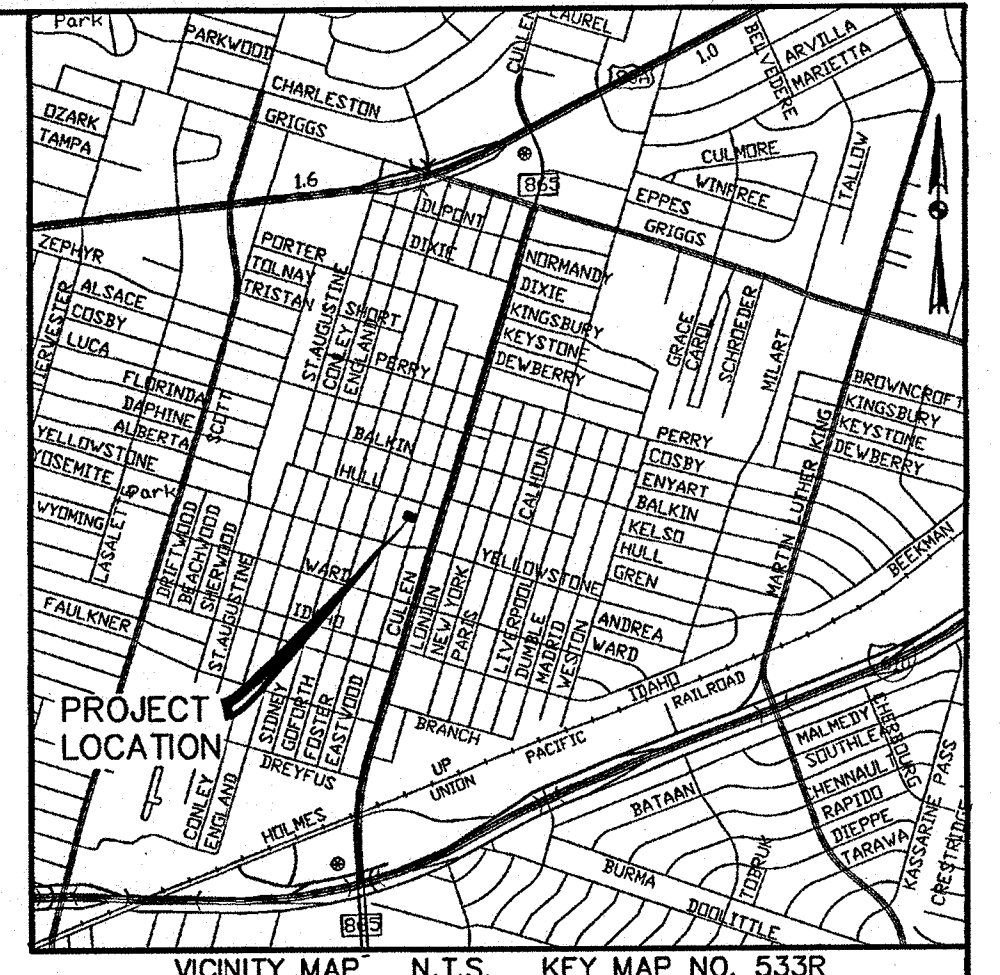 Park
PARKWOOD
CULLEN
LAUREL
BELVEDERE
1.0
ARVILLA
MARIETTA
CHARLESTON
GRIGGS
OZARK
TAMPA
CULMORE
WINFREE
TALLOW
1.6
865
EPPES
GRIGGS
DUPONT
DIXIE
ZEPHYR
PORTER
TOLNAY
TRISTAN
ST.AUGUSTINE
CONLEY
ENGLAND
SHORT
PERRY
NORMANDY
DIXIE
KINGSBURY
KEYSTONE
DEWBERRY
GRACE
CAROL
SCHROEDER
MILART
ALSACE
COSBY
LUCA
FLORINDA
DAPHINE
ALBERTA
SCOTT
YELLOWSTONE
YOSEMITE
WYOMING
Park
BALKIN
HULL
CALHOUN
PERRY
COSBY
ENYART
BALKIN
KELSO
HULL
GREN
MARTIN LUTHER KING
BROWNCROFT
KINGSBURY
KEYSTONE
DEWBERRY
BEEKMAN
DRIFTWOOD
BEACHWOOD
SHERWOOD
ST.AUGUSTINE
WARD
IDAHO
FAULKNER
CULLEN
LONDON
NEW YORK
PARIS
YELLOWSTONE
LIVERPOOL
DUMBLE
MADRID
WESTON
ANDREA
WARD
IDAHO
RAILROAD
610
PROJECT
LOCATION
SIDNEY
GOFORTH
FOSTER
EASTWOOD
DREYFUS
BRANCH
UP
UNION PACIFIC
CONLEY
ENGLAND
HOLMES
BATAAN
BURMA
DOOLITTLE
TOBRUK
MALMEDY
SOUTHLEA
CHERBOURG
CHENNAULT
RAPIDO
DIEPPE
TARAWA
KASSARINE PASS
CRESTRIDGE
865
VICINITY MAP N.T.S. KEY MAP NO. 533R